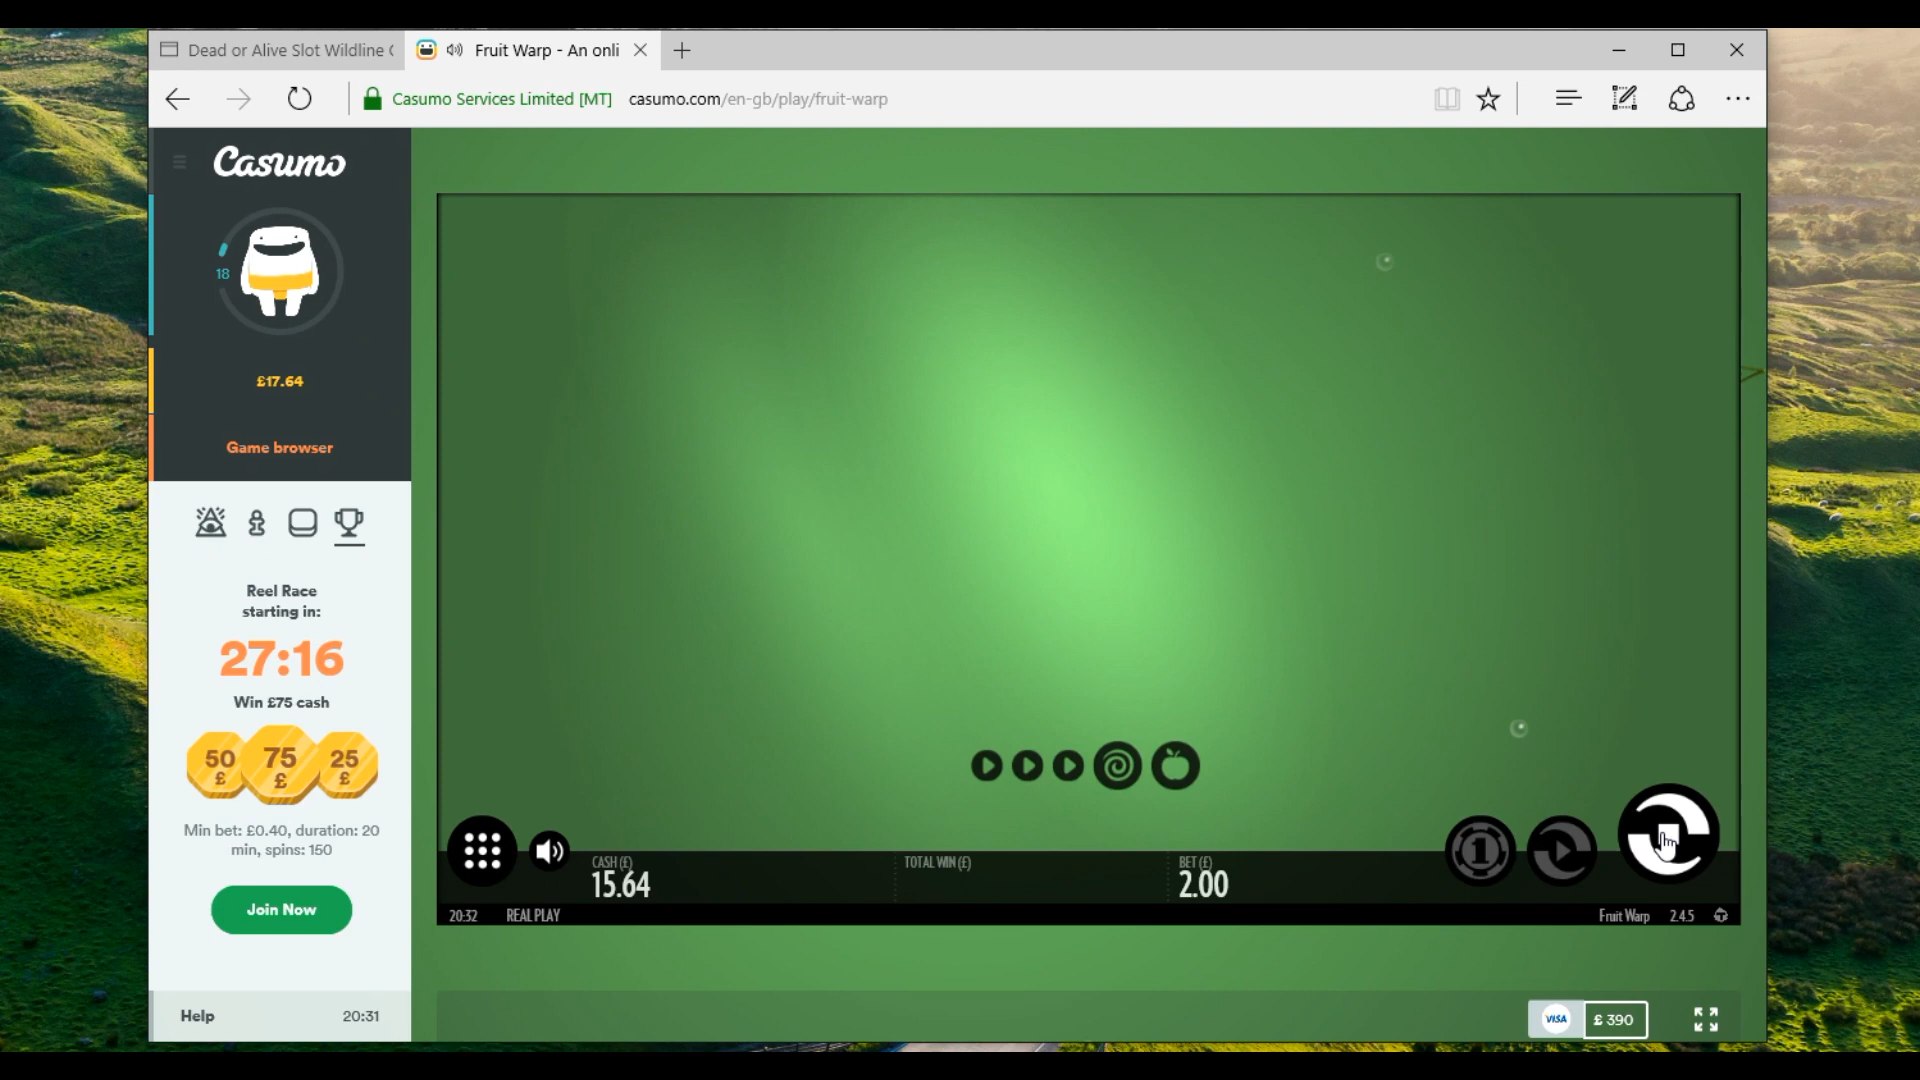 Dead or Alive Slot Wildline
Fruit Warp - An onli
Casumo Services Limited [MT] casumo.com/en-gb/play/fruit-warp
Casumo
18
£17.64
Game browser
Reel Race
starting in:
27:16
Win £75 cash
50 £
75 £
25 £
Min bet: £0.40, duration: 20
min, spins: 150
Join Now
Help 20:31
CASH (£)
15.64
TOTAL WIN (£)
BET (£)
2.00
1
20:32 REAL PLAY
Fruit Warp 2.4.5
VISA £ 390